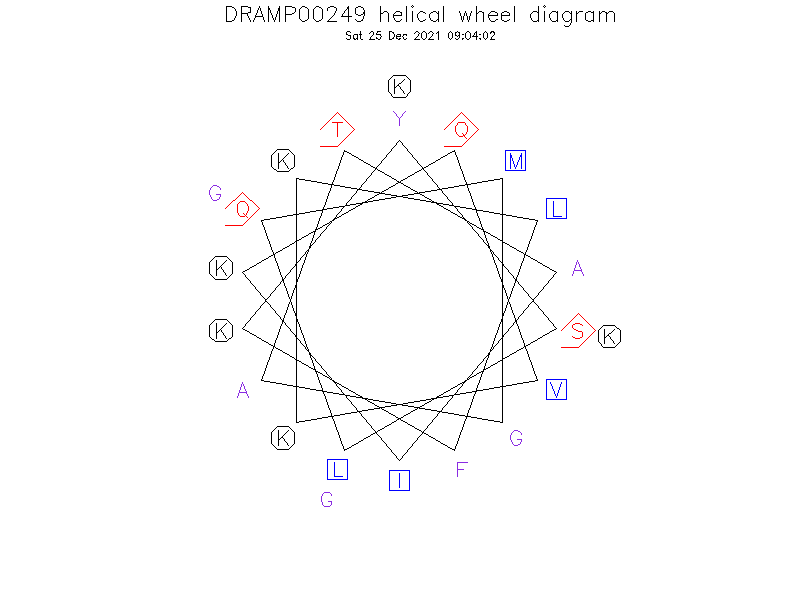 DRAMP00249 helical wheel diagram
Sat 25 Dec 2021 09:04:02
K
Y
T Q
K M
G
Q L
K A
K S K
A V
K G
L I F
G